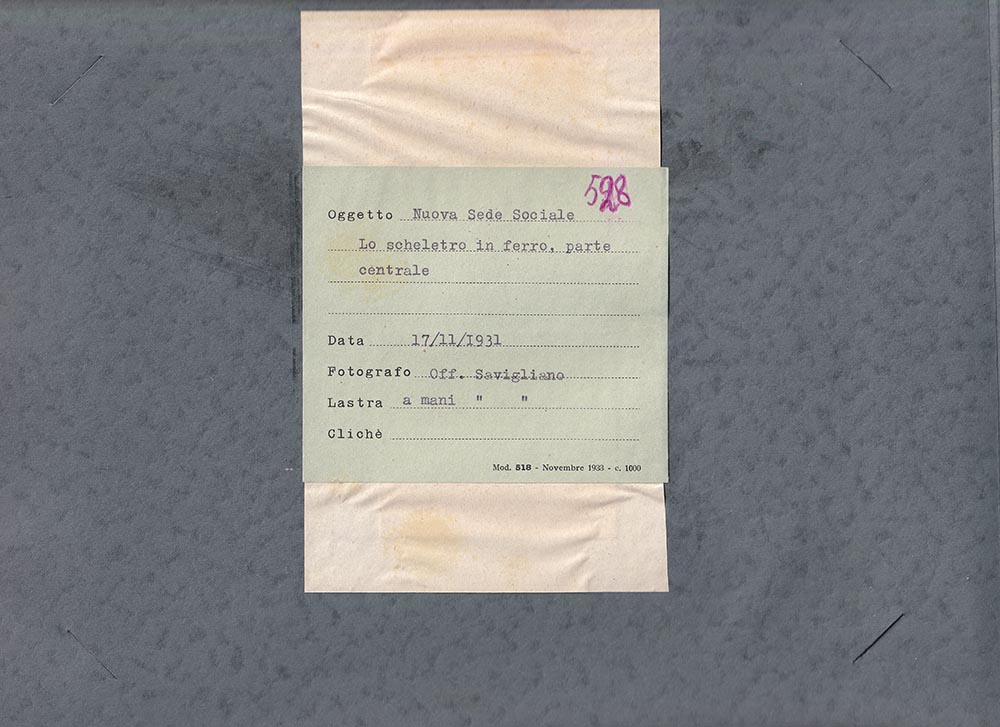 528
Oggetto Nuova Sede Sociale
Lo scheletro in ferro, parte
centrale
Data 17/11/1931
Fotografo Off. Savigliano
Lastra a mani " "
Clichè
Mod. 518 - Novembre 1933 - c. 1000